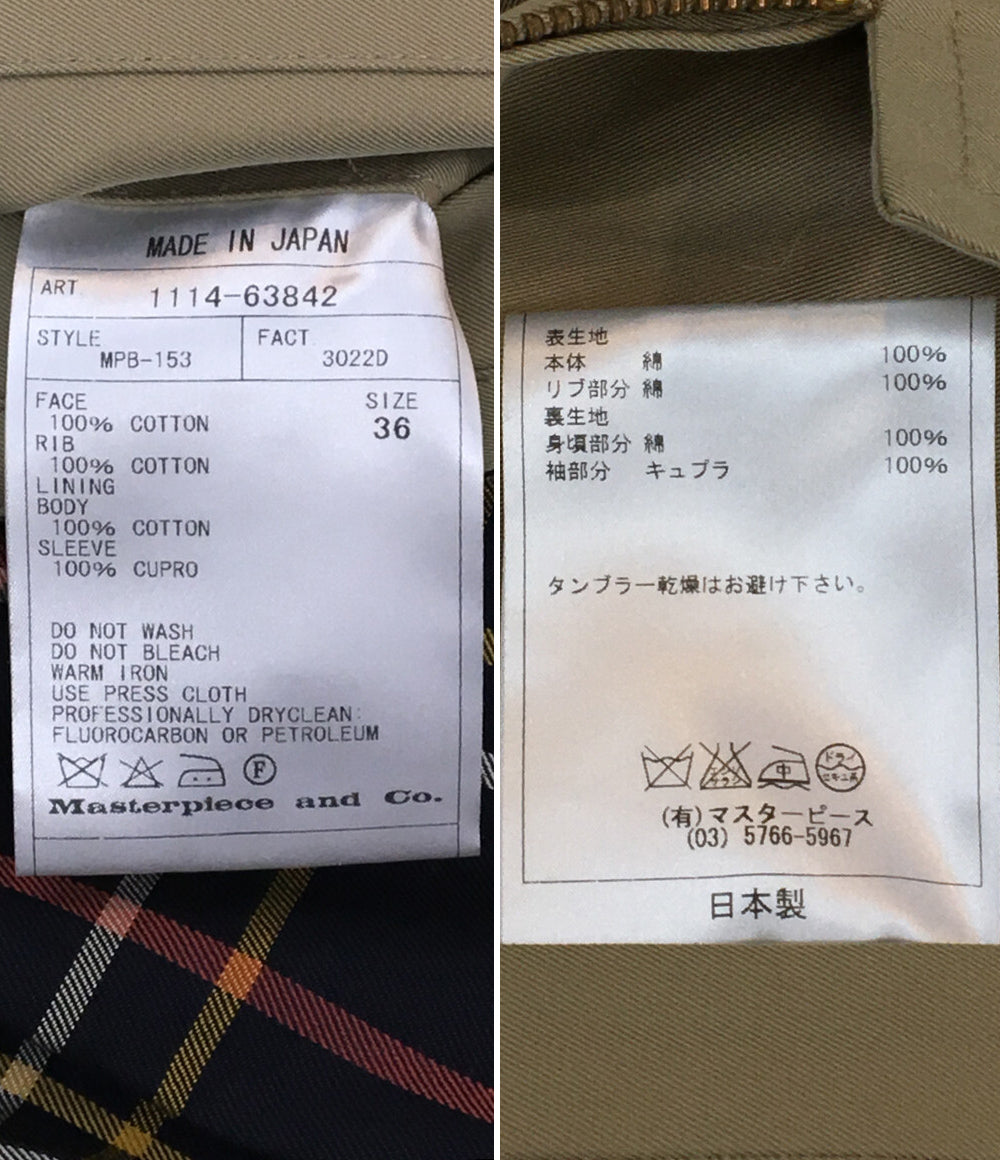 MADE IN JAPAN
ART 1114-63842
STYLE FACT
MPB-153 3022D
FACE SIZE
100% COTTON 36
RIB
100% COTTON
LINING
BODY
100% COTTON
SLEEVE
100% CUPRO
DO NOT WASH
DO NOT BLEACH
WARM IRON
USE PRESS CLOTH
PROFESSIONALLY DRYCLEAN:
FLUOROCARBON OR PETROLEUM
F
Masterpiece and Co.
表生地
本体 綿 100%
リブ部分 綿 100%
裏生地
身頃部分 綿 100%
袖部分 キュプラ 100%
タンブラー乾燥はお避け下さい。
中 ドライ
(有)マスターピース
(03) 5766-5967
日本製